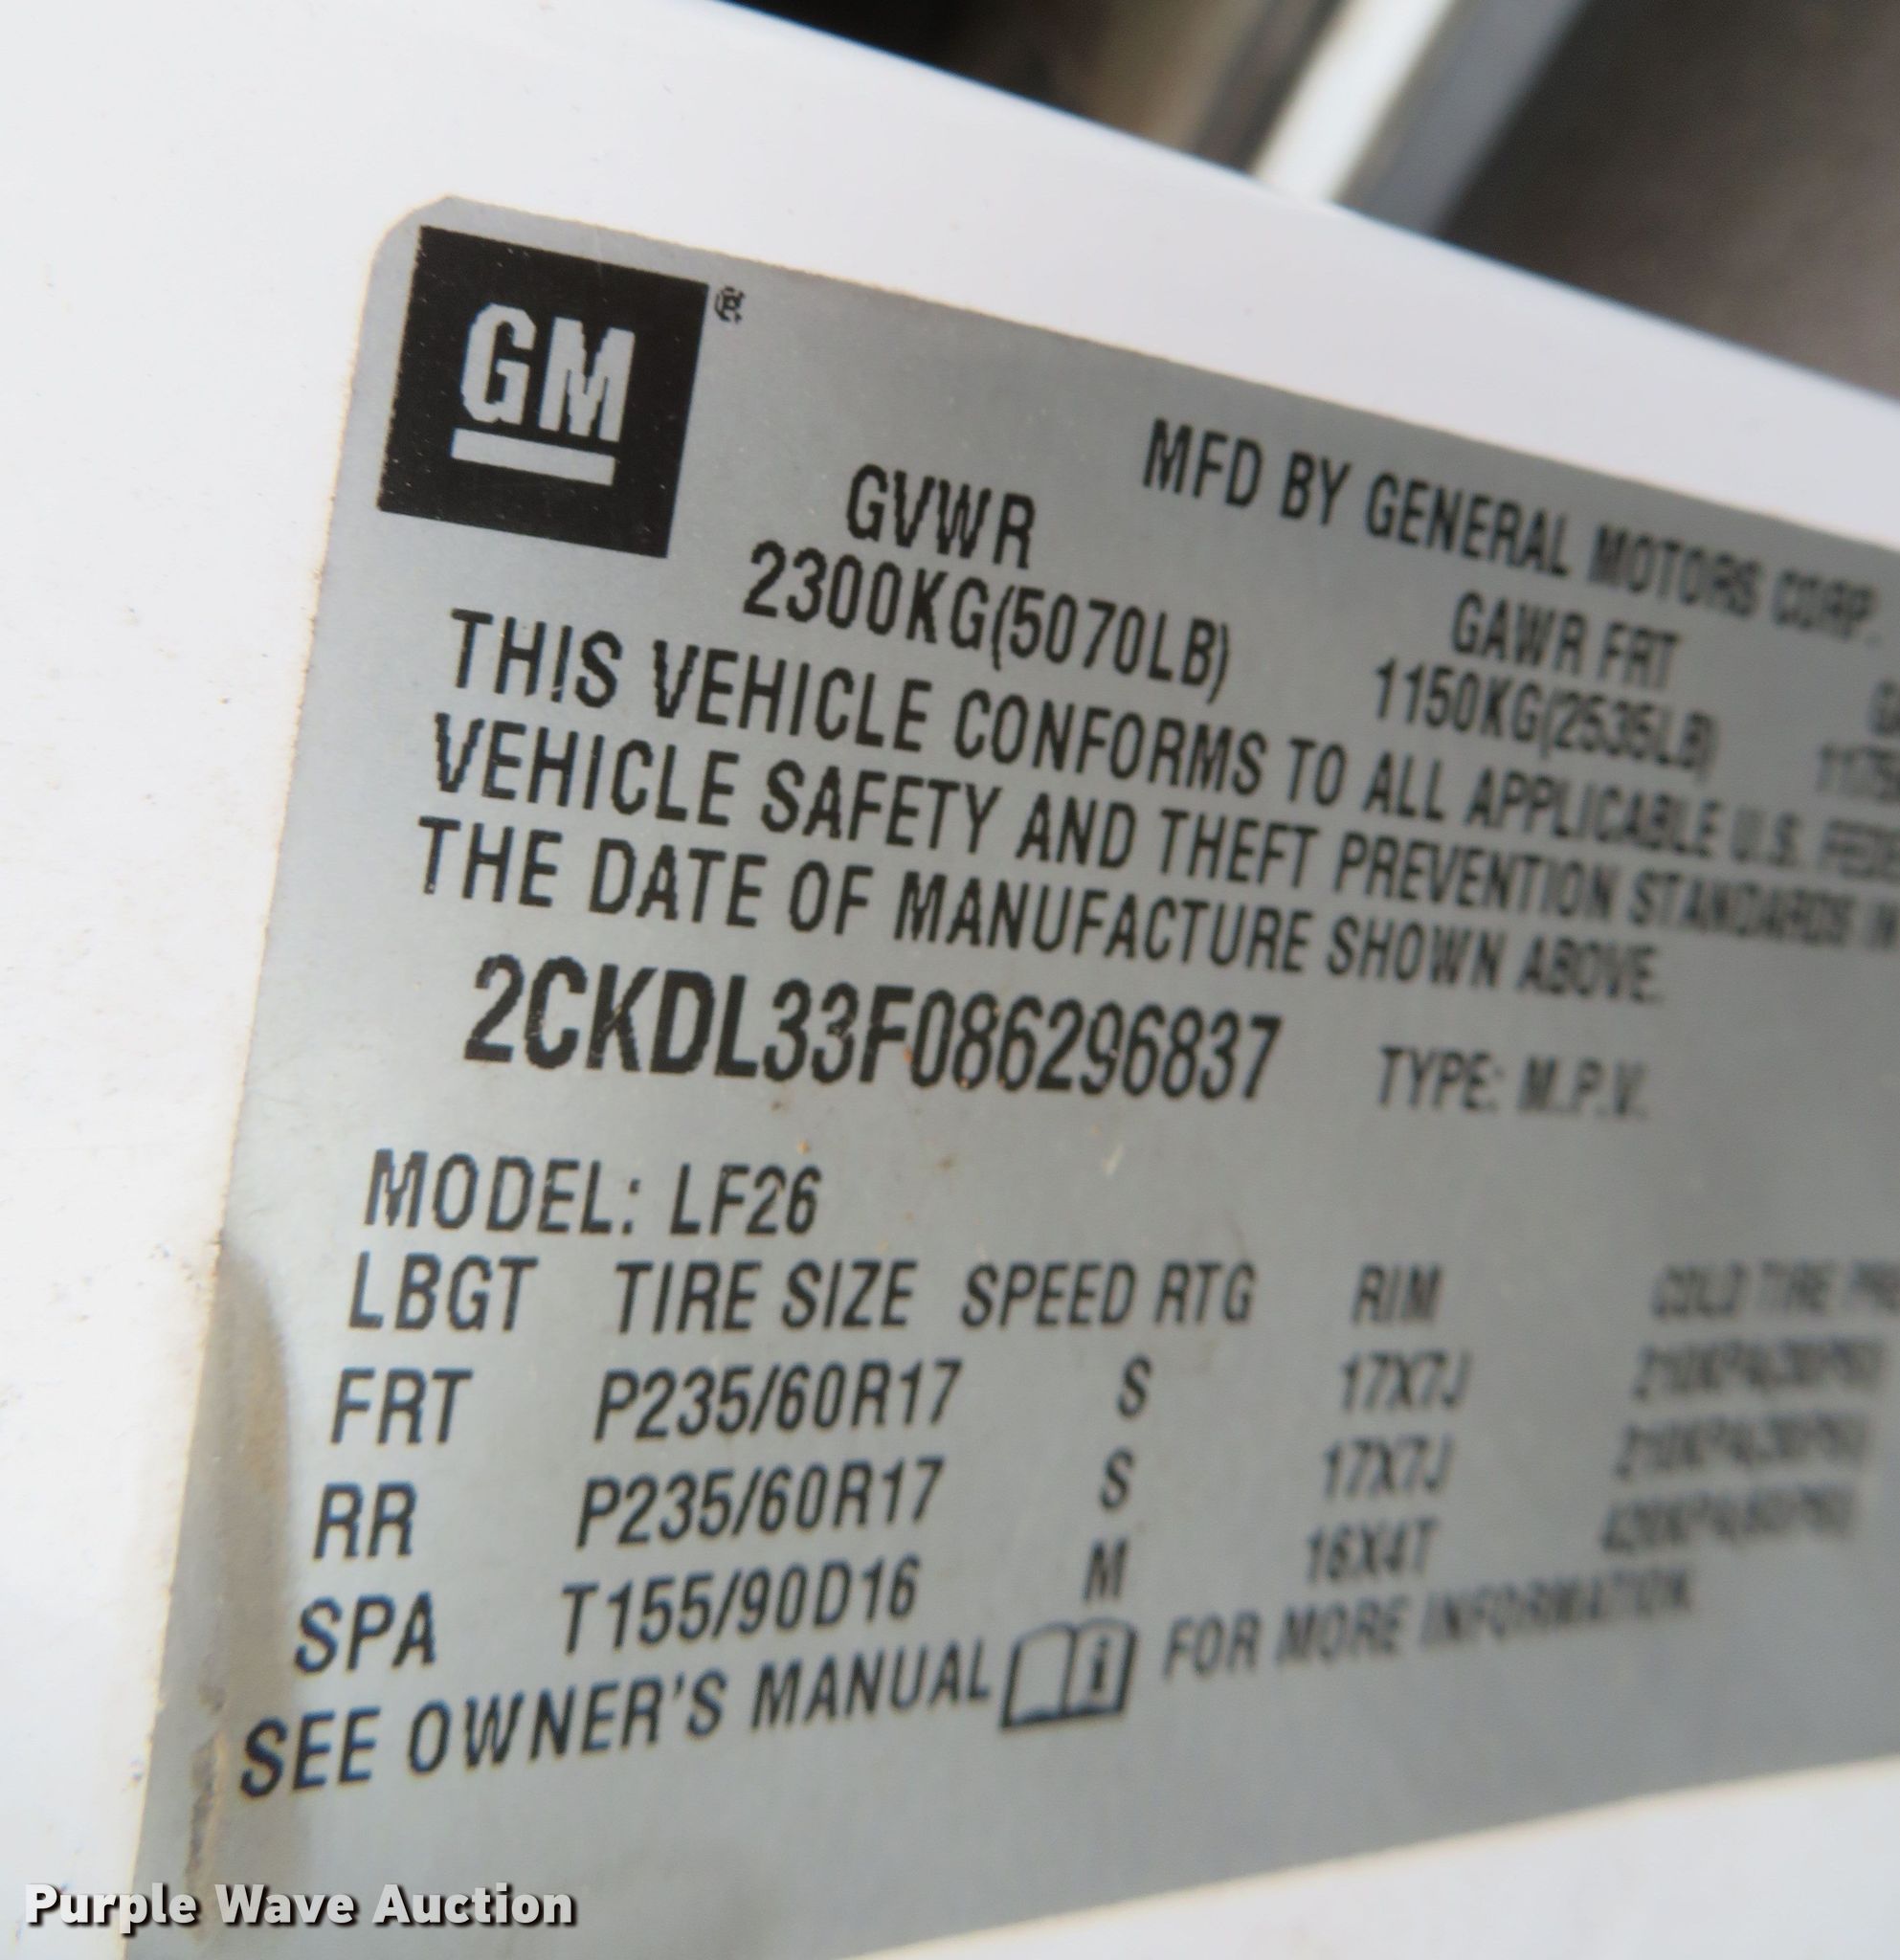 GM ®
MFD BY GENERAL MOTORS CORP.
GVWR GAWR FRT
2300KG(5070LB) 1150KG(2535LB)
THIS VEHICLE CONFORMS TO ALL APPLICABLE U.S.
VEHICLE SAFETY AND THEFT PREVENTION STANDARDS IN
THE DATE OF MANUFACTURE SHOWN ABOVE.
2CKDL33F086296837 TYPE: M.P.V.
MODEL: LF26
LBGT TIRE SIZE SPEED RTG RIM COLD TIRE
FRT P235/60R17 S 17X7J
RR P235/60R17 S 17X7J
SPA T155/90D16 M 16X4T
SEE OWNER'S MANUAL i FOR MORE INFORMATION
Purple Wave Auction